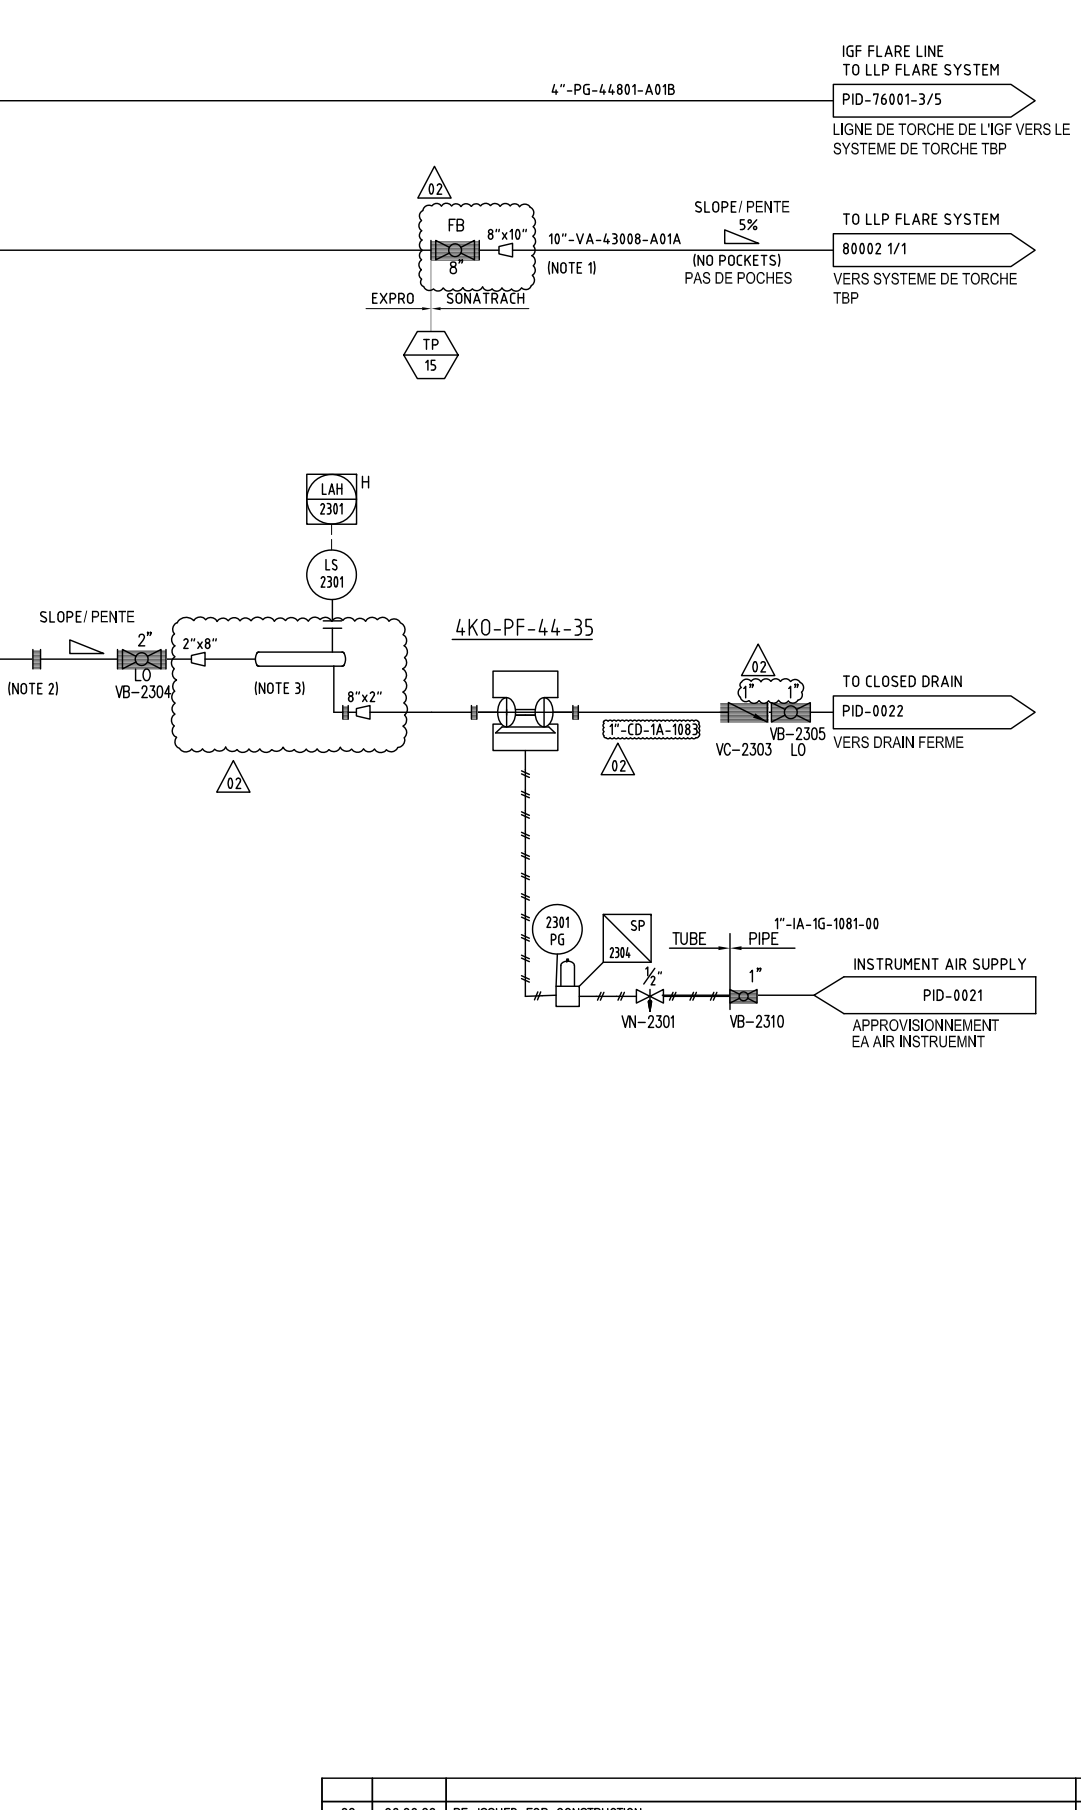 IGF FLARE LINE
TO LLP FLARE SYSTEM
4"-PG-44801-A01B
PID-76001-3/5
LIGNE DE TORCHE DE L'IGF VERS LE
SYSTEME DE TORCHE TBP
02
FB
8"x10"
8"
10"-VA-43008-A01A
(NOTE 1)
SLOPE/ PENTE
5%
(NO POCKETS)
PAS DE POCHES
TO LLP FLARE SYSTEM
80002 1/1
VERS SYSTEME DE TORCHE
TBP
EXPRO
SONATRACH
TP
15
LAH
2301
H
LS
2301
SLOPE/ PENTE
2"
LO
VB-2304
(NOTE 2)
2"x8"
(NOTE 3)
8"x2"
02
4KO-PF-44-35
1"-CD-1A-1083
02
02
1"
1"
VC-2303
VB-2305
LO
TO CLOSED DRAIN
PID-0022
VERS DRAIN FERME
2301
PG
SP
2304
1/2"
VN-2301
TUBE
PIPE
1"-IA-1G-1081-00
1"
VB-2310
INSTRUMENT AIR SUPPLY
PID-0021
APPROVISIONNEMENT
EA AIR INSTRUEMNT
RE-ISSUED FOR CONSTRUCTION